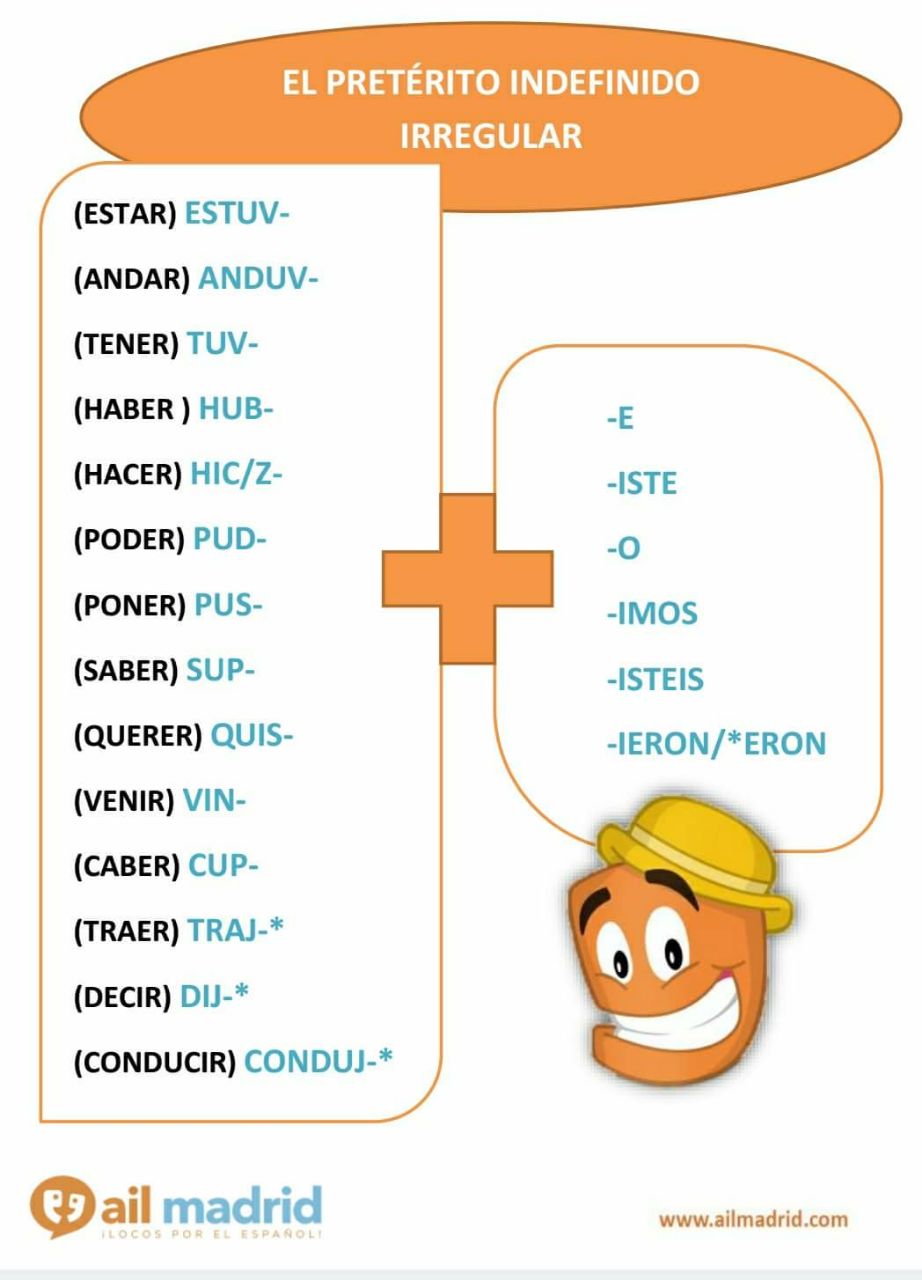 EL PRETÉRITO INDEFINIDO
IRREGULAR
(ESTAR) ESTUV-
(ANDAR) ANDUV-
(TENER) TUV-
(HABER ) HUB-
(HACER) HIC/Z-
(PODER) PUD-
(PONER) PUS-
(SABER) SUP-
(QUERER) QUIS-
(VENIR) VIN-
(CABER) CUP-
(TRAER) TRAJ-*
(DECIR) DIJ-*
(CONDUCIR) CONDUJ-*
-E
-ISTE
-O
-IMOS
-ISTEIS
-IERON/*ERON
ail madrid
¡LOCOS POR EL ESPAÑOL!
www.ailmadrid.com